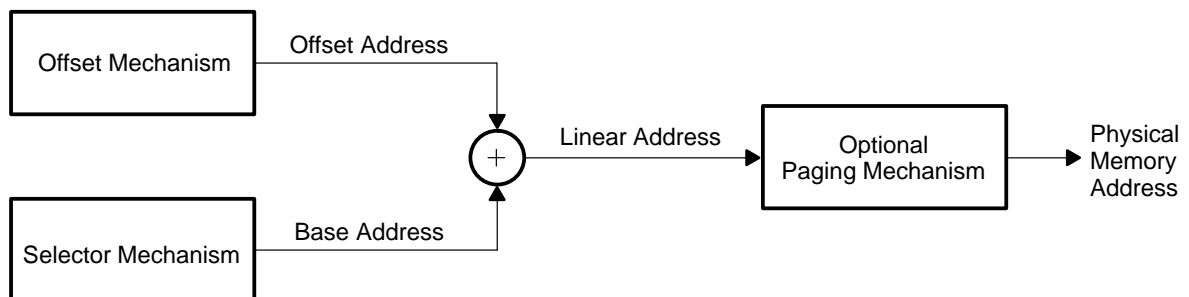 Offset Mechanism
Offset Address
+
Linear Address
Optional
Paging Mechanism
Physical
Memory
Address
Selector Mechanism
Base Address